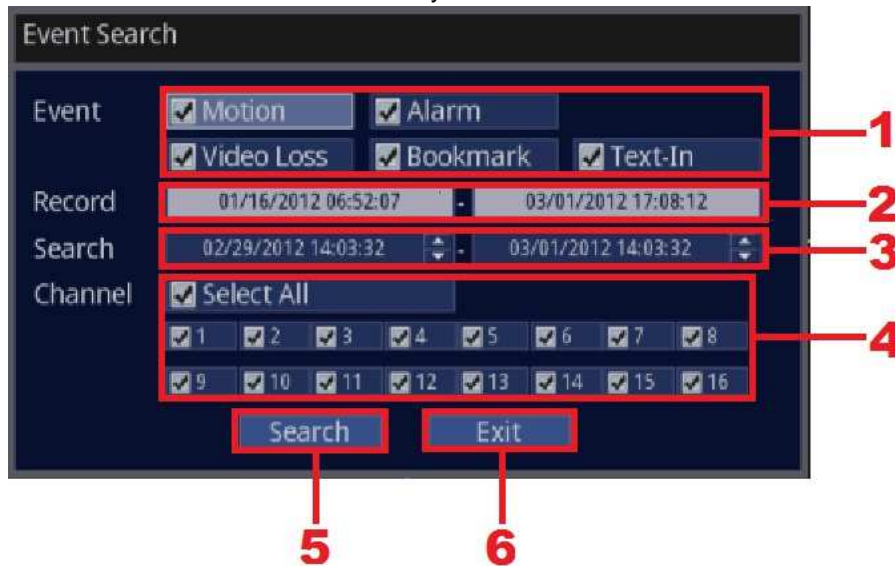 Event Search
Event Motion Alarm
Video Loss Bookmark Text-In 1
Record 01/16/2012 06:52:07 - 03/01/2012 17:08:12 2
Search 02/29/2012 14:03:32 - 03/01/2012 14:03:32 3
Channel Select All
1 2 3 4 5 6 7 8 4
9 10 11 12 13 14 15 16
Search Exit
5 6